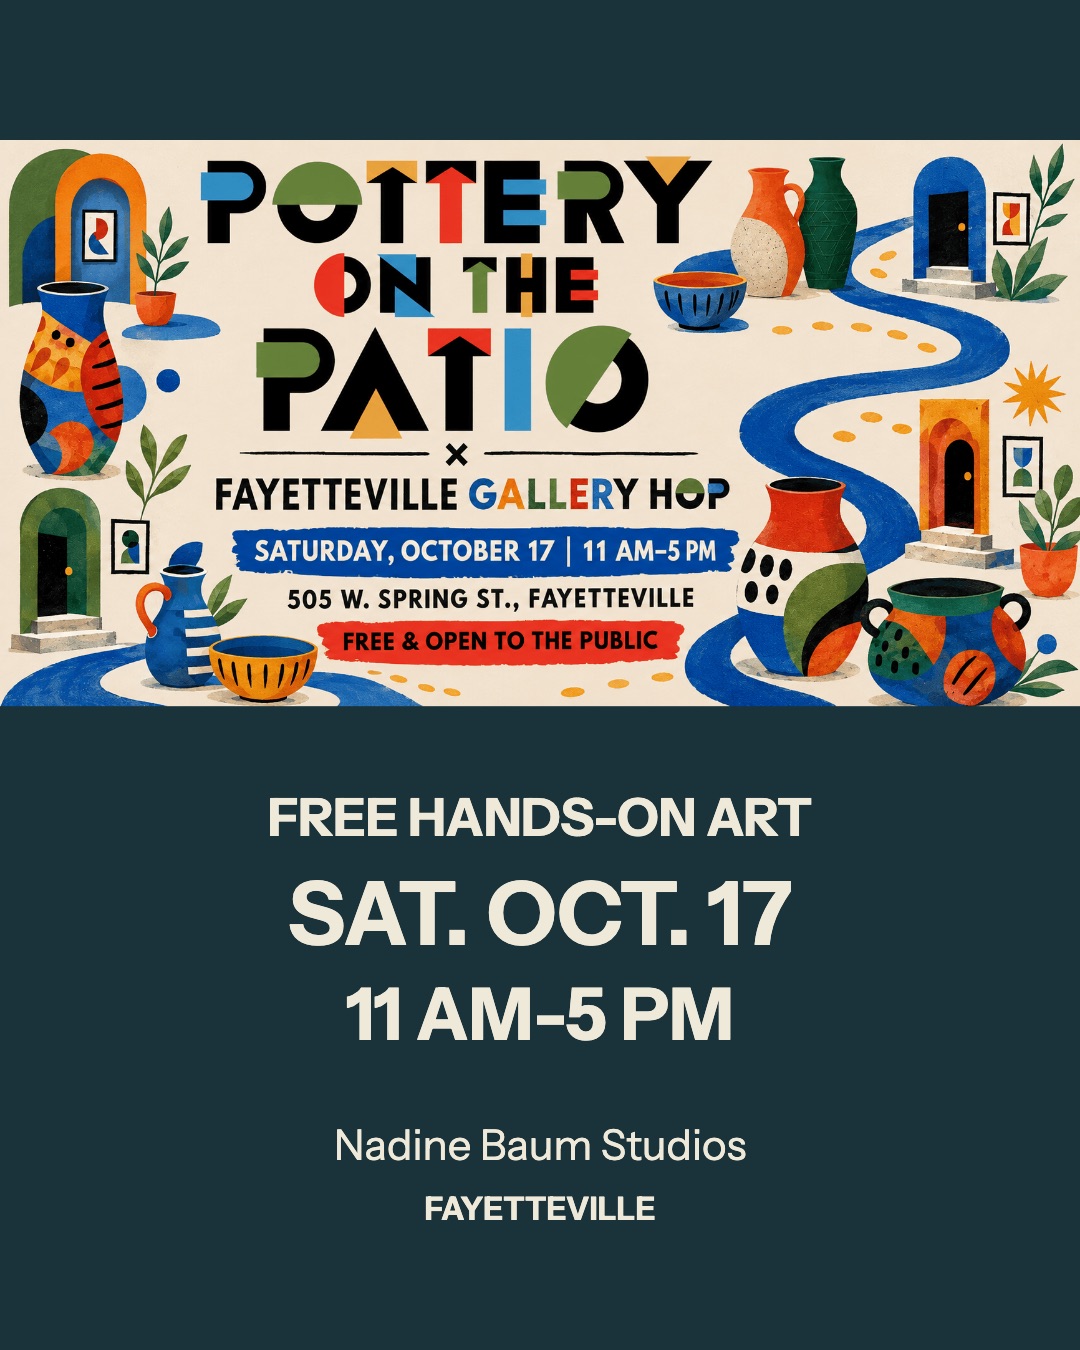 POTTERY
ON THE
PATIO
×
FAYETTEVILLE GALLERY HOP
SATURDAY, OCTOBER 17 | 11 AM–5 PM
505 W. SPRING ST., FAYETTEVILLE
FREE & OPEN TO THE PUBLIC
FREE HANDS-ON ART
SAT. OCT. 17
11 AM–5 PM
Nadine Baum Studios
FAYETTEVILLE